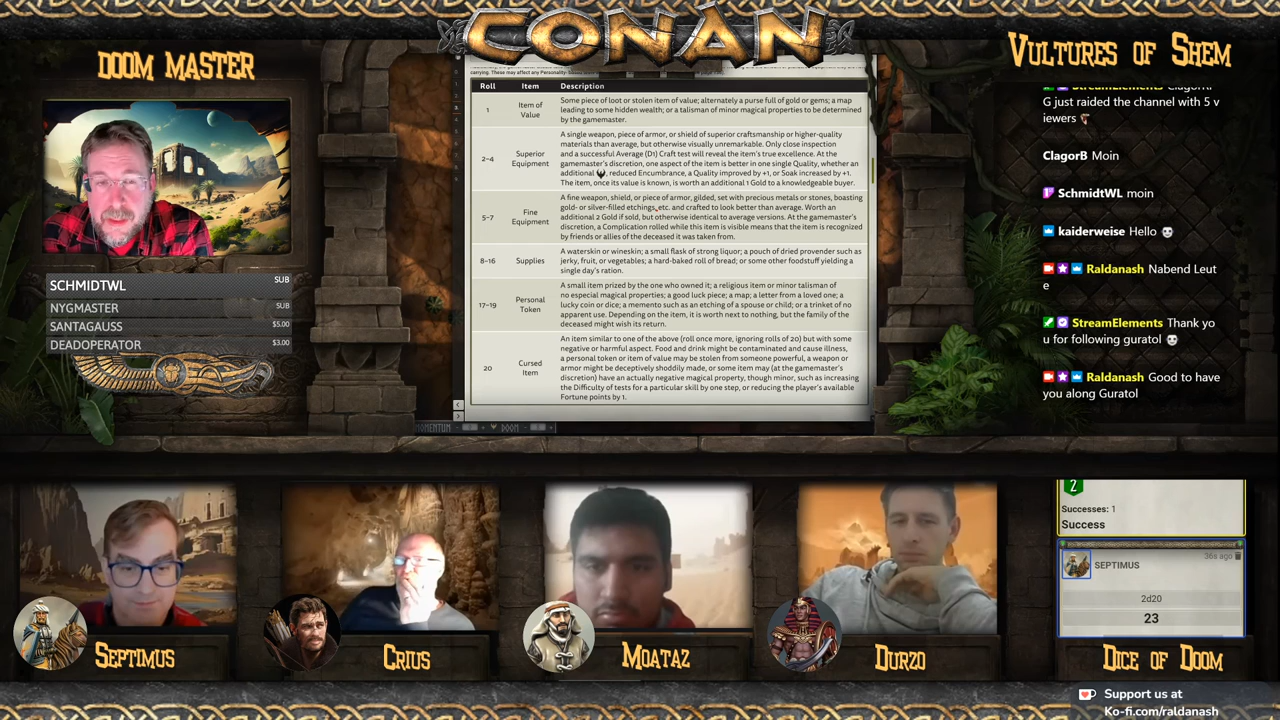 CONAN
DOOM MASTER
VULTURES OF SHEM
SCHMIDTWL SUB
NYGMASTER SUB
SANTAGAUSS $5.00
DEADOPERATOR $3.00
carrying. These may affect any
Roll Item Description
1
Item of
Value
Some piece of loot or stolen item of value; alternately a purse full of gold or gems; a map
leading to some hidden wealth; or a talisman of minor magical properties to be determined
by the gamemaster.
2–4
Superior
Equipment
A single weapon, piece of armor, or shield of superior craftsmanship or higher-quality
materials than average, but otherwise visually unremarkable. Only close inspection
and a successful Average (D1) Craft test will reveal the item's true excellence. At the
gamemaster's discretion, one aspect of the item is better in one single Quality, whether an
additional , reduced Encumbrance, a Quality improved by +1, or Soak increased by +1.
The item, once its value is known, is worth an additional 1 Gold to a knowledgeable buyer.
5–7
Fine
Equipment
A fine weapon, shield, or piece of armor, gilded, set with precious metals or stones, boasting
gold- or silver-filled etchings, etc. and crafted to look better than average. Worth an
additional 2 Gold if sold, but otherwise identical to average versions. At the gamemaster's
discretion, a Complication rolled while this item is visible means that the item is recognized
by friends or allies of the deceased it was taken from.
8–16
Supplies
A waterskin or wineskin; a small flask of strong liquor; a pouch of dried provender such as
jerky, fruit, or vegetables; a hard-baked roll of bread; or some other foodstuff yielding a
single day's ration.
17–19
Personal
Token
A small item prized by the one who owned it; a religious item or minor talisman of
no especial magical properties; a good luck piece; a map; a letter from a loved one; a
lucky coin or dice; a memento such as an etching of a spouse or child; or a trinket of no
apparent use. Depending on the item, it is worth next to nothing, but the family of the
deceased might wish its return.
20
Cursed
Item
An item similar to one of the above (roll once more, ignoring rolls of 20) but with some
negative or harmful aspect. Food and drink might be contaminated and cause illness,
a personal token or item of value may be stolen from someone powerful, a weapon or
armor might be deceptively shoddily made, or some item may (at the gamemaster's
discretion) have an actually negative magical property, though minor, such as increasing
the Difficulty of tests for a particular skill by one step, or reducing the player's available
Fortune points by 1.
MOMENTUM DOOM
StreamElements ClagorR
G just raided the channel with 5 v
iewers
ClagorB Moin
SchmidtWL moin
kaiderweise Hello
Raldanash Nabend Leut
e
StreamElements Thank yo
u for following guratol
Raldanash Good to have
you along Guratol
SEPTIMUS
CRIUS
MOATAZ
DURZO
2
Successes: 1
Success
36s ago
SEPTIMUS
2d20
23
DICE OF DOOM
Support us at
Ko-fi.com/raldanash